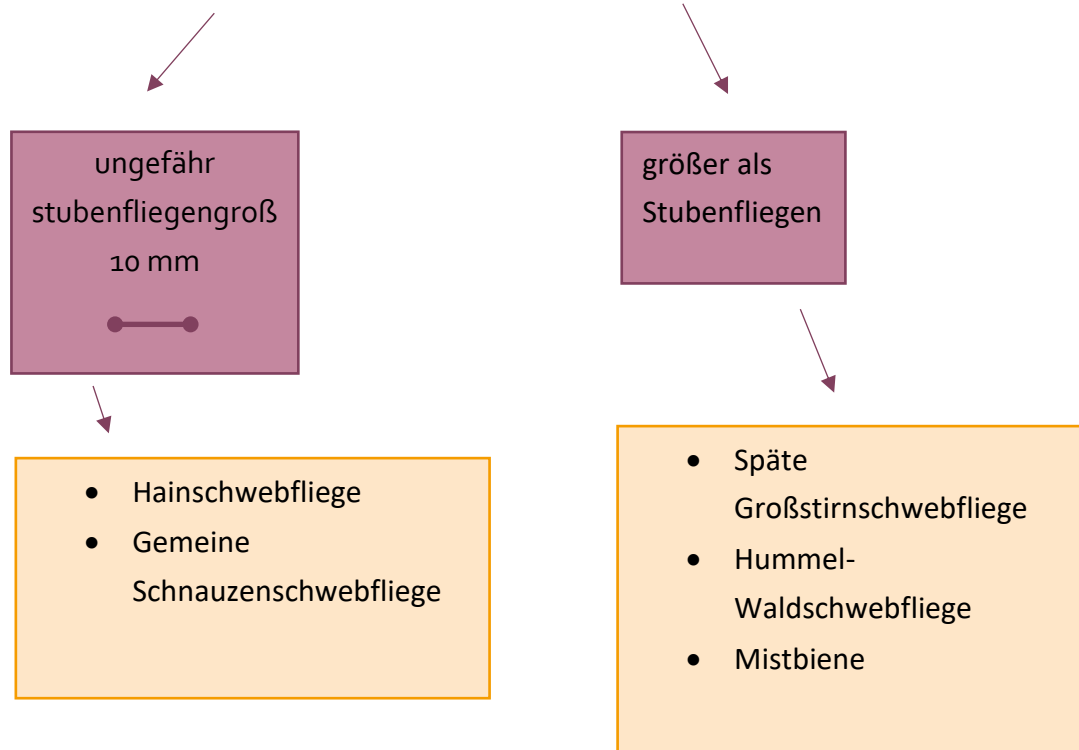 ungefähr
stubenfliegengroß
10 mm
größer als
Stubenfliegen
• Hainschwebfliege
• Gemeine
Schnauzenschwebfliege
• Späte
Großstirnschwebfliege
• Hummel-
Waldschwebfliege
• Mistbiene